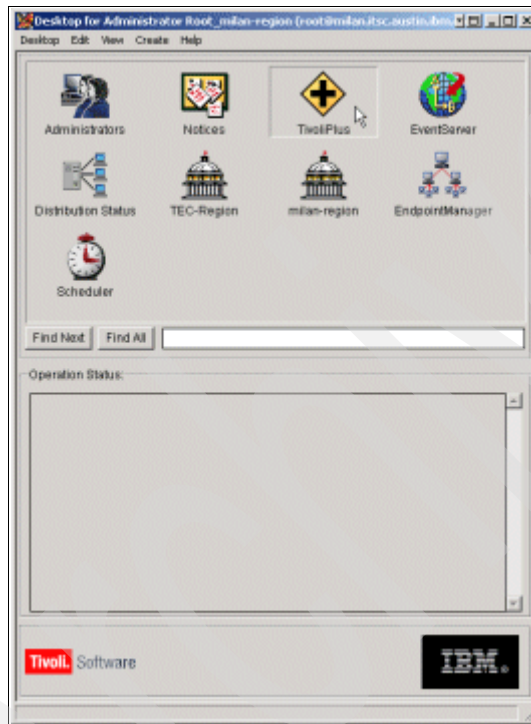 Desktop for Administrator Root_milan-region (root@milan.itsc.austin.ibm.
Desktop Edit View Create Help
Administrators Notices TivoliPlus EventServer
Distribution Status TEC-Region milan-region EndpointManager
Scheduler
Find Next Find All
Operation Status:
Tivoli. Software IBM.